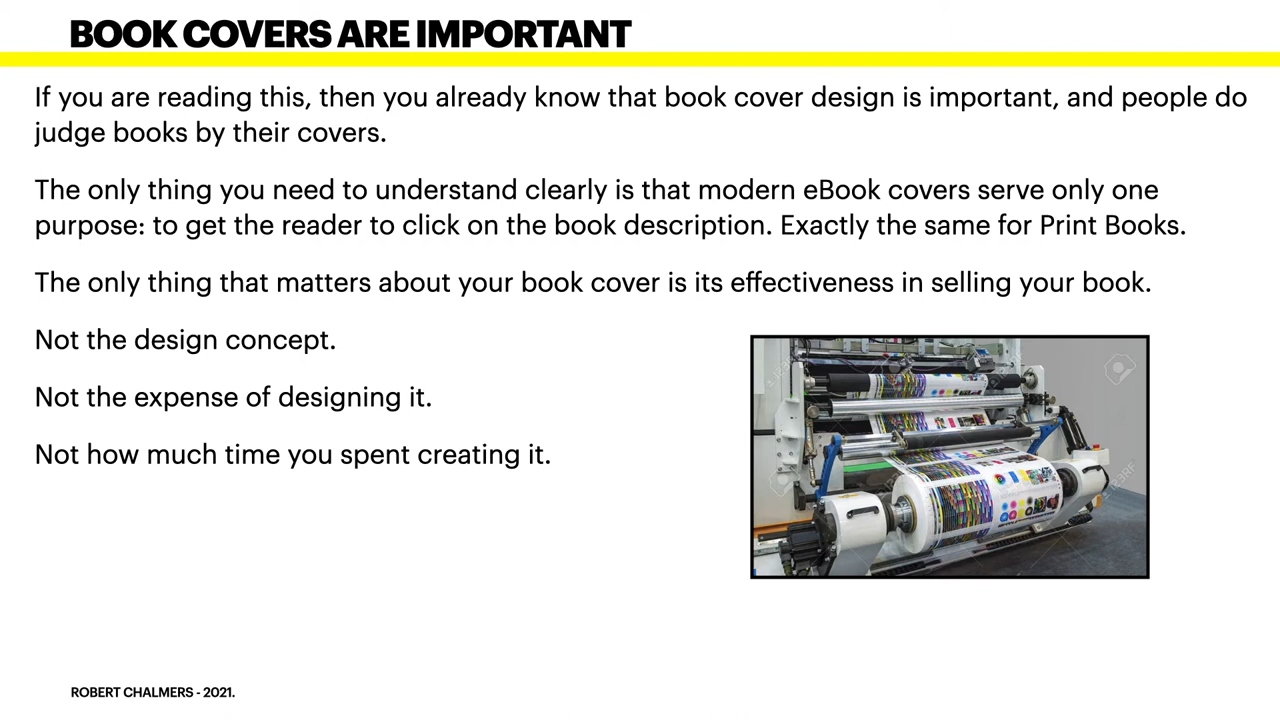 BOOK COVERS ARE IMPORTANT
If you are reading this, then you already know that book cover design is important, and people do
judge books by their covers.
The only thing you need to understand clearly is that modern eBook covers serve only one
purpose: to get the reader to click on the book description. Exactly the same for Print Books.
The only thing that matters about your book cover is its effectiveness in selling your book.
Not the design concept.
Not the expense of designing it.
Not how much time you spent creating it.
ROBERT CHALMERS - 2021.